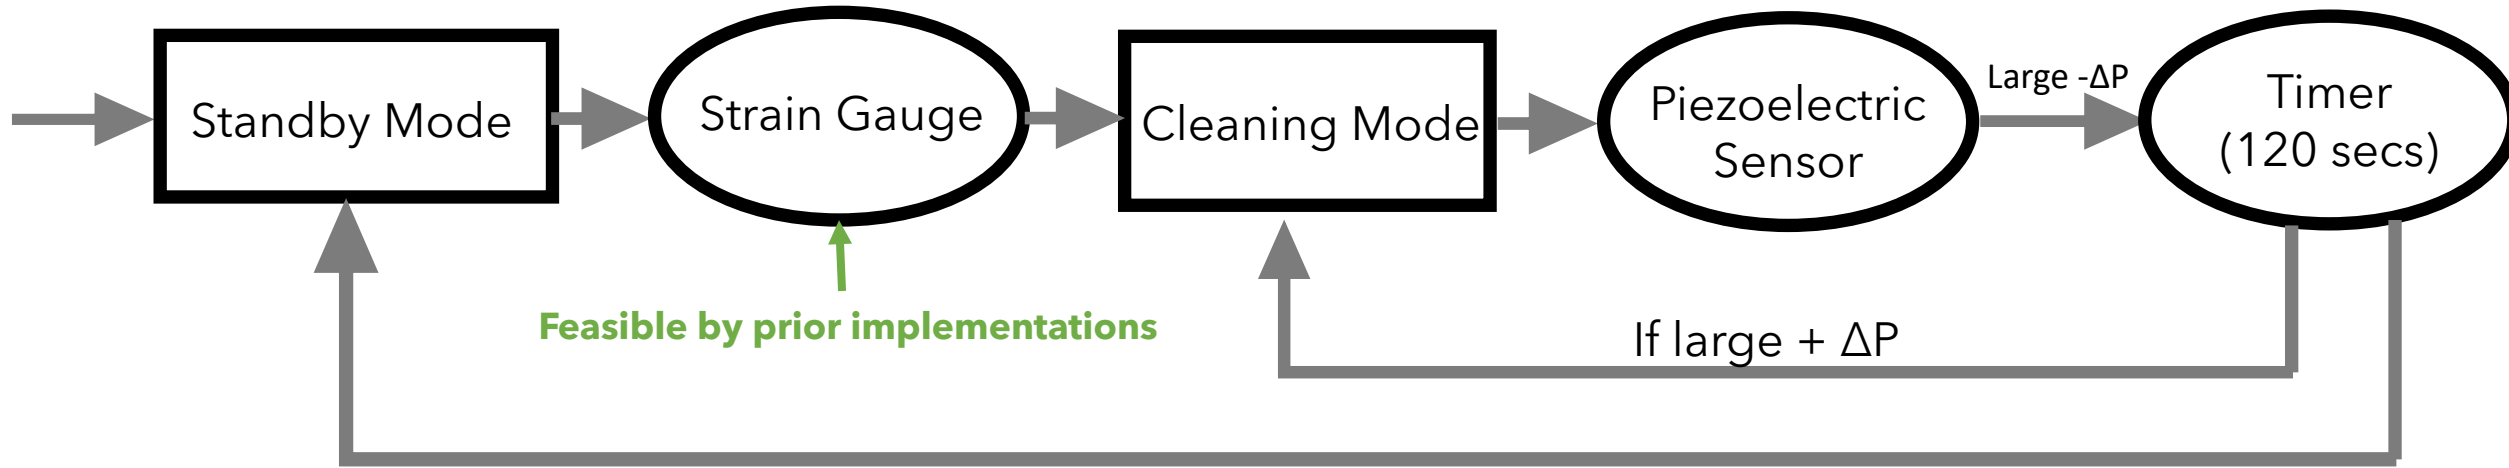 Standby Mode
Strain Gauge
Cleaning Mode
Piezoelectric
Sensor
Large -ΔP
Timer
(120 secs)
Feasible by prior implementations
If large + ΔP